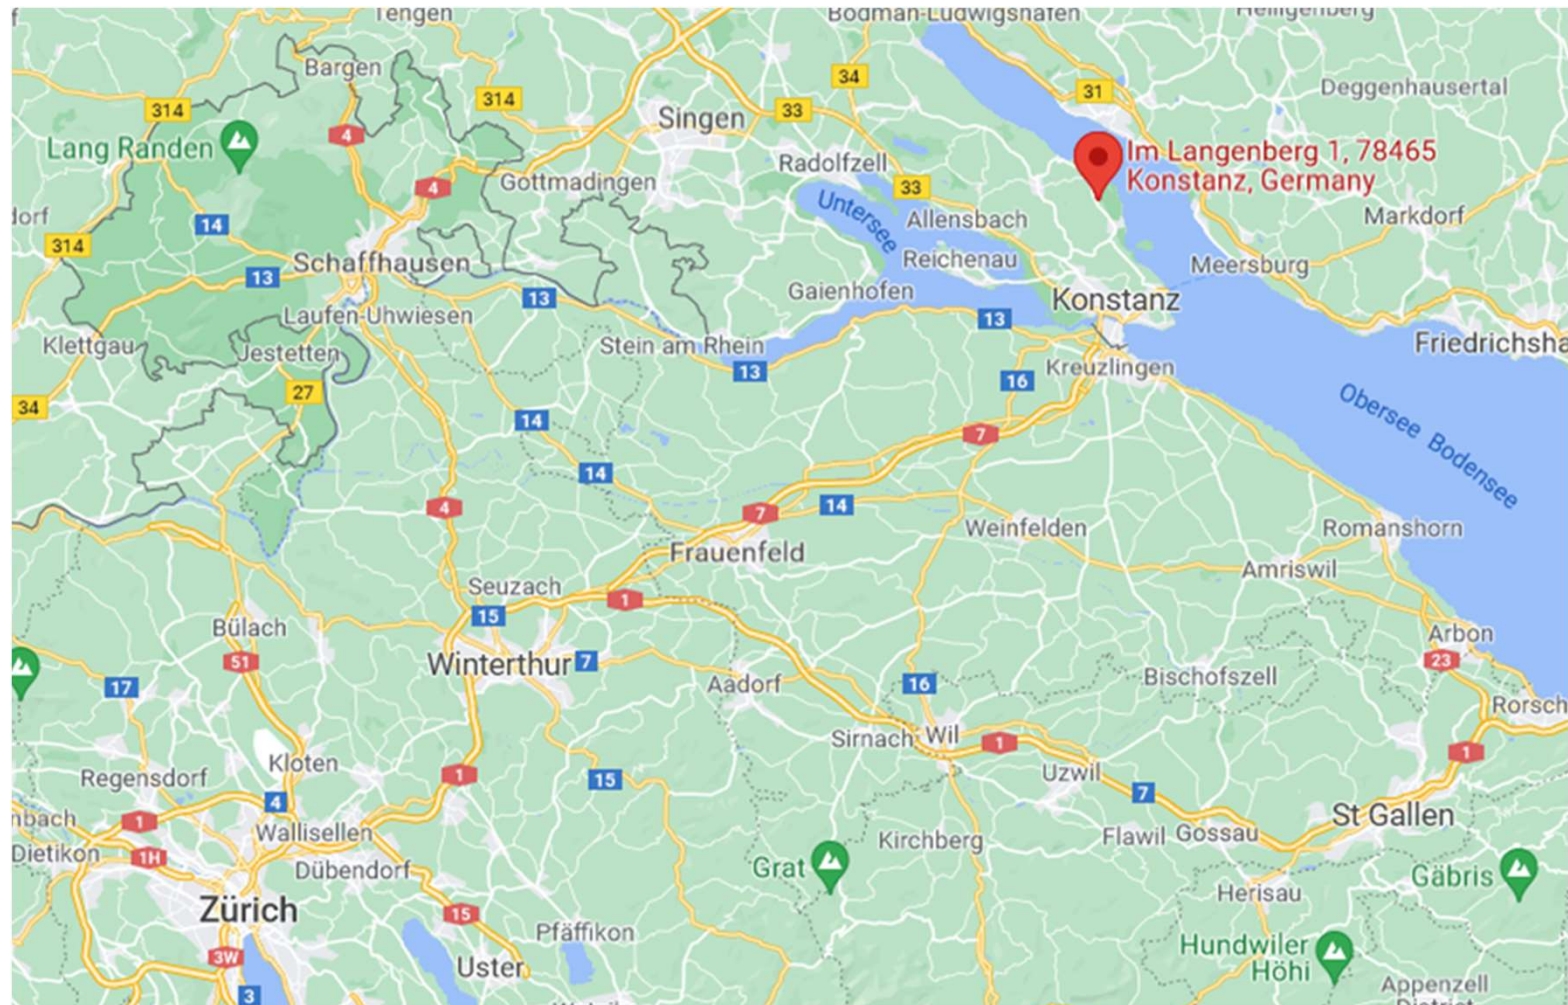 Tengen
Bodman-Ludwigshafen
Heiligenberg
Bargen
34
31
Deggenhausertal
314
314
33
Singen
4
Lang Randen
Radolfzell
Im Langenberg 1, 78465
Konstanz, Germany
4
Gottmadingen
33
Untersee
Allensbach
Markdorf
dorf
14
314
Schaffhausen
Reichenau
Meersburg
13
13
Gaienhofen
Konstanz
Laufen-Uhwiesen
13
Klettgau
Jestetten
Stein am Rhein
Friedrichsha
13
Kreuzlingen
16
27
34
Obersee Bodensee
14
7
14
4
7
14
Weinfelden
Romanshorn
Frauenfeld
Amriswil
Seuzach
1
15
Bülach
Arbon
51
Winterthur
7
23
17
Aadorf
16
Bischofszell
Rorsch
Sirnach
Wil
1
1
Kloten
Regensdorf
1
15
Uzwil
7
4
nbach
1
Wallisellen
St Gallen
Dietikon
1H
Dübendorf
Kirchberg
Flawil
Gossau
Grat
Gäbris
Herisau
Zürich
15
Pfäffikon
3W
Uster
Hundwiler
Höhi
3
Appenzell